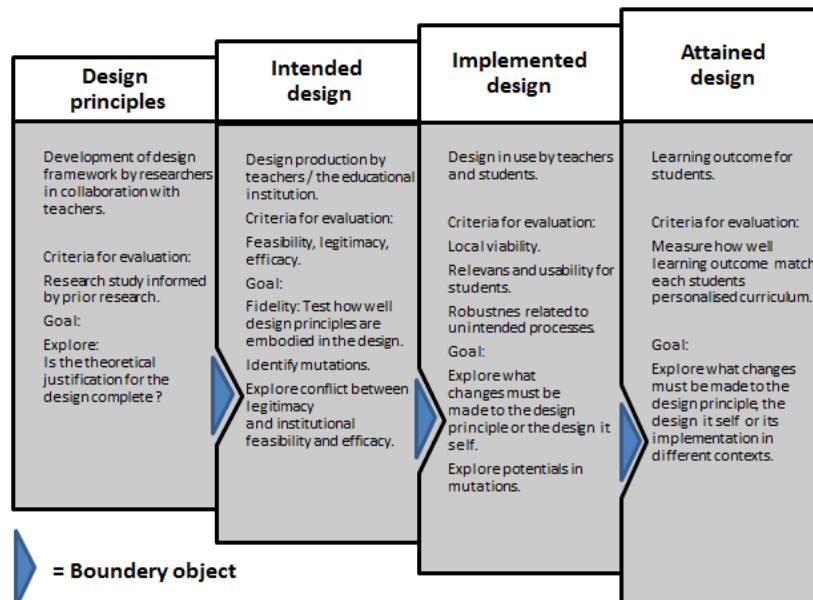 Design
principles
Development of design
framework by researchers
in collaboration with
teachers.
Criteria for evaluation:
Research study informed
by prior research.
Goal:
Explore:
Is the theoretical
justification for the
design complete ?
Intended
design
Design production by
teachers / the educational
institution.
Criteria for evaluation:
Feasibility, legitimacy,
efficacy.
Goal:
Fidelity: Test how well
design principles are
embodied in the design.
Identify mutations.
Explore conflict between
legitimacy
and institutional
feasibility and efficacy.
Implemented
design
Design in use by teachers
and students.
Criteria for evaluation:
Local viability.
Relevans and usability for
students.
Robustnes related to
unintended processes.
Goal:
Explore what
changes must be
made to the design
principle or the design it
self.
Explore potentials in
mutations.
Attained
design
Learning outcome for
students.
Criteria for evaluation:
Measure how well
learning outcome match
each students
personalised curriculum.
Goal:
Explore what changes
must be made to the
design principle, the
design it self or its
implementation in
different contexts.
= Boundery object